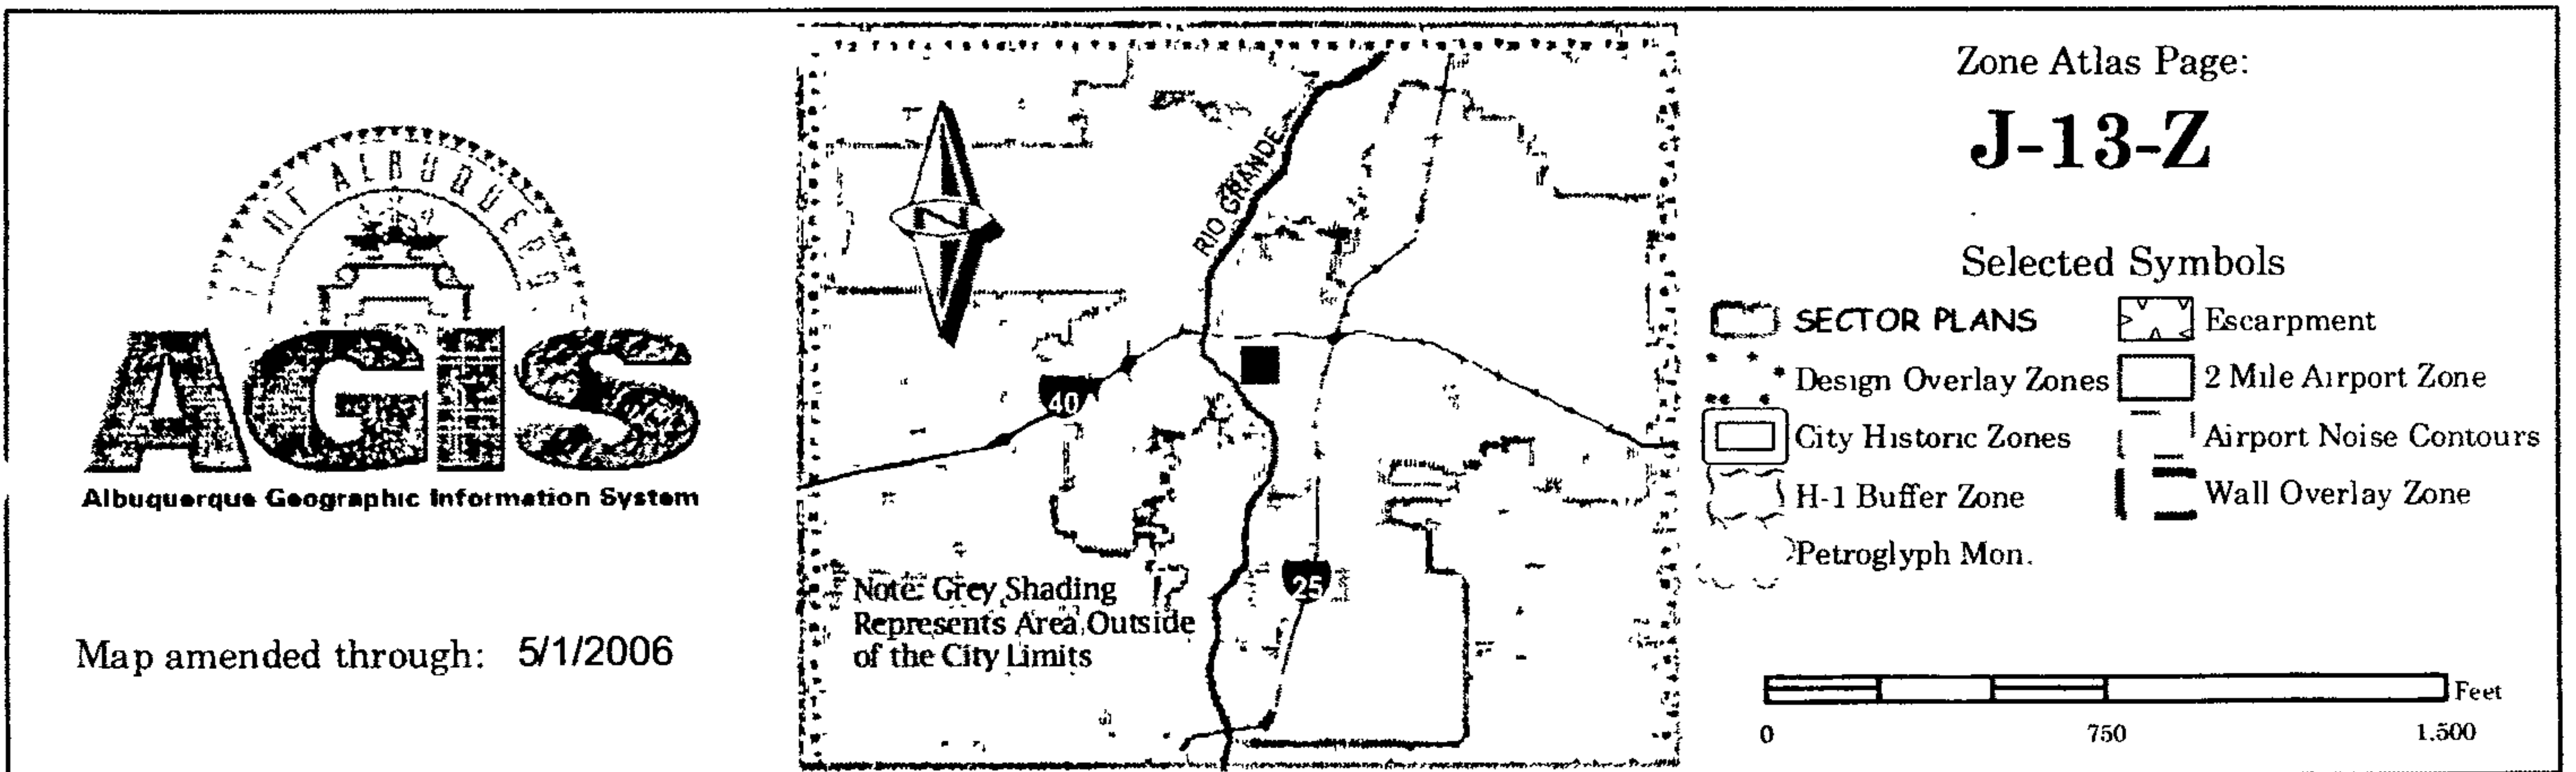 ALBUQUERQUE
AGIS
Albuquerque Geographic Information System
Map amended through: 5/1/2006
N
RIO GRANDE
40
25
Note: Grey Shading
Represents Area Outside
of the City Limits
Zone Atlas Page:
J-13-Z
Selected Symbols
SECTOR PLANS
Design Overlay Zones
City Historic Zones
H-1 Buffer Zone
Petroglyph Mon.
Escarpment
2 Mile Airport Zone
Airport Noise Contours
Wall Overlay Zone
Feet
0 750 1.500